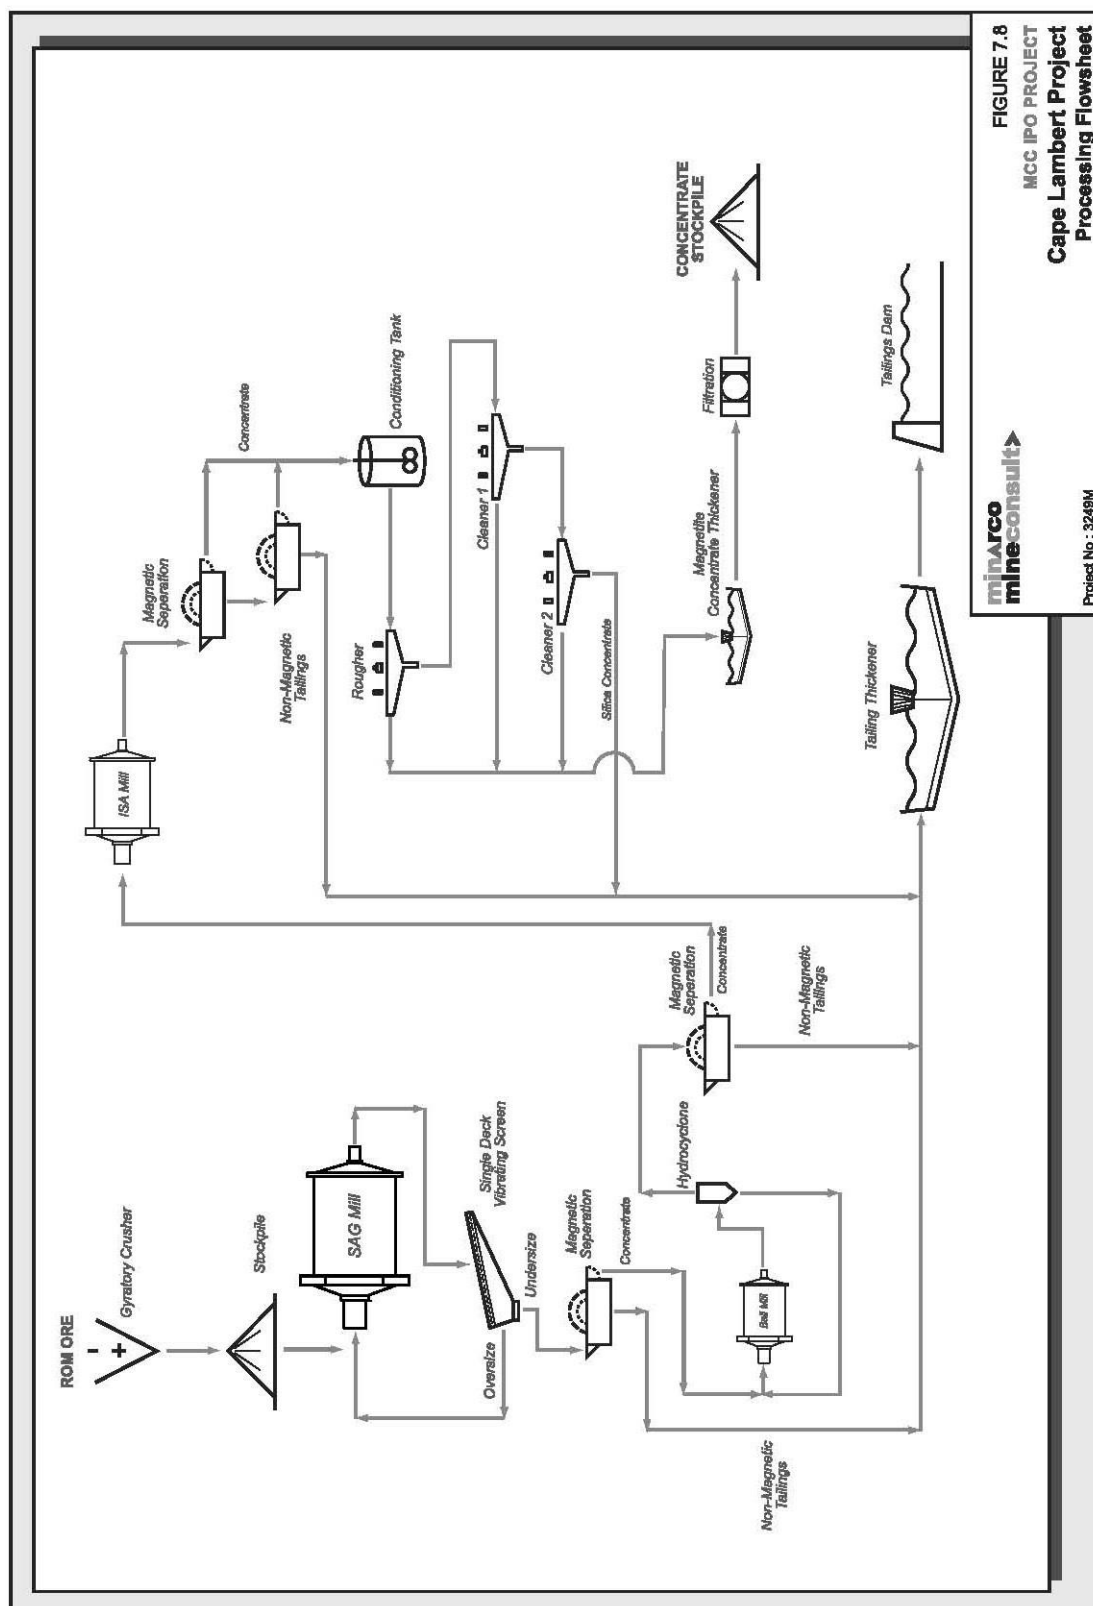 ROM ORE
Gyratory Crusher
Stockpile
SAG Mill
Single Deck
Vibrating Screen
Oversize
Undersize
Magnetic
Seperation
Concentrate
Non-Magnetic
Tailings
Ball Mill
Hydrocyclone
Magnetic
Seperation
Concentrate
Non-Magnetic
Tailings
ISA Mill
Magnetic
Seperation
Concentrate
Non-Magnetic
Tailings
Conditioning Tank
Rougher
Cleaner 1
Cleaner 2
Silica Concentrate
Magnetite
Concentrate Thickener
Filtration
CONCENTRATE
STOCKPILE
Tailing Thickener
Tailings Dam
minarco
mineconsult
Project No : 3249M
FIGURE 7.8
MCC IPO PROJECT
Cape Lambert Project
Processing Flowsheet